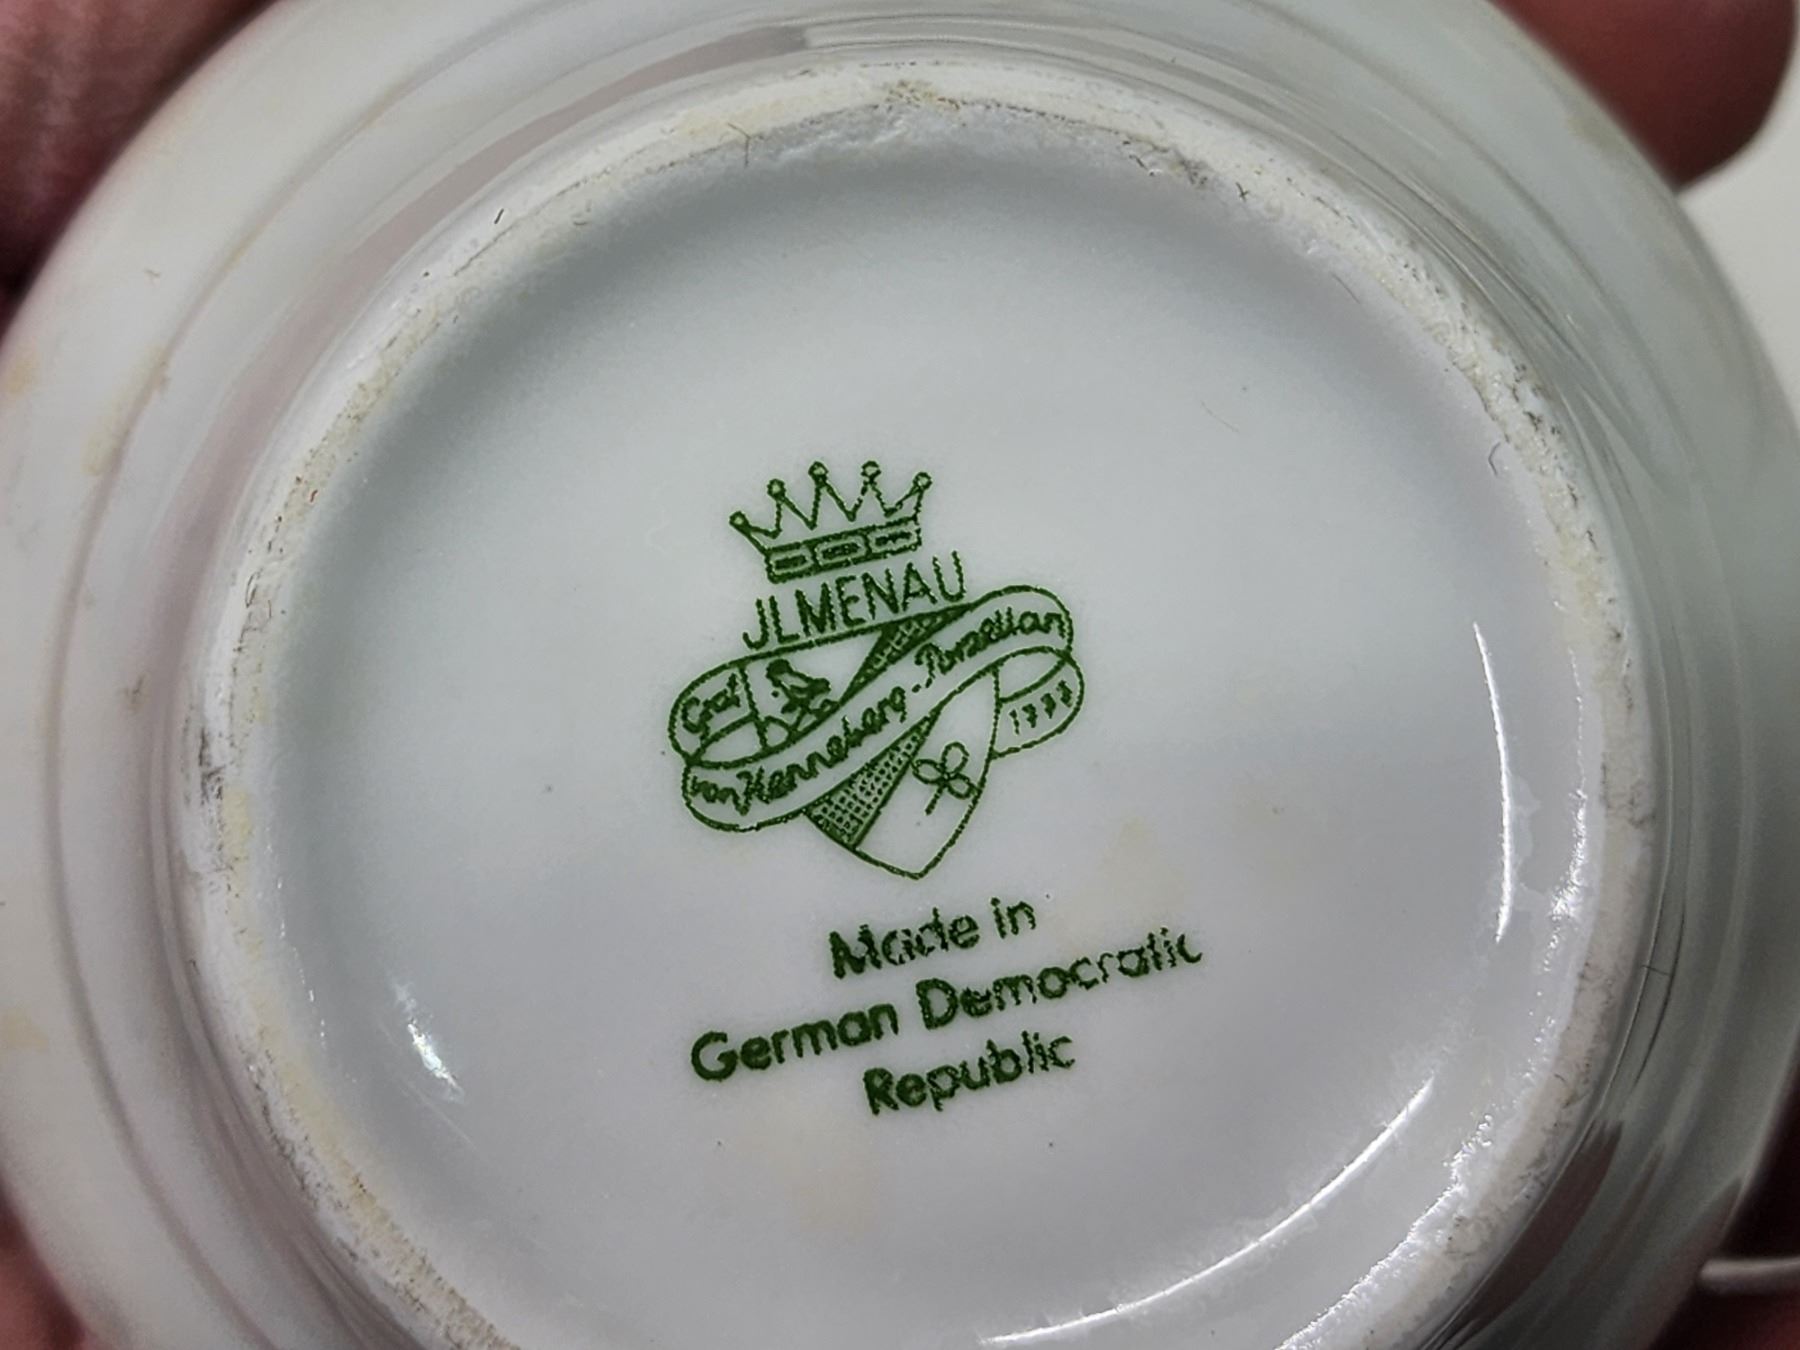 JLMENAU
Graf
von Henneberg-Porzellan
1777
Made in
German Democratic
Republic